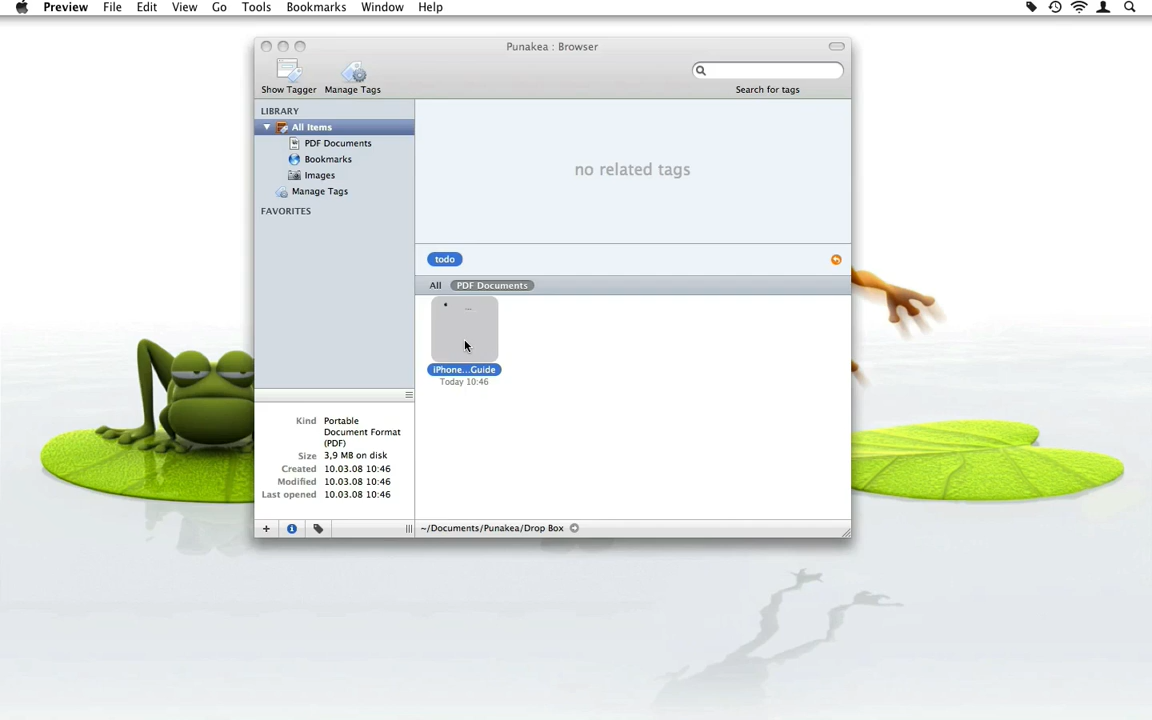 Preview File Edit View Go Tools Bookmarks Window Help
Punakea : Browser
Show Tagger Manage Tags
Search for tags
LIBRARY
All Items
PDF Documents
Bookmarks
Images
Manage Tags
FAVORITES
no related tags
todo
All PDF Documents
iPhone...Guide
Today 10:46
Kind Portable
Document Format
(PDF)
Size 3,9 MB on disk
Created 10.03.08 10:46
Modified 10.03.08 10:46
Last opened 10.03.08 10:46
~/Documents/Punakea/Drop Box